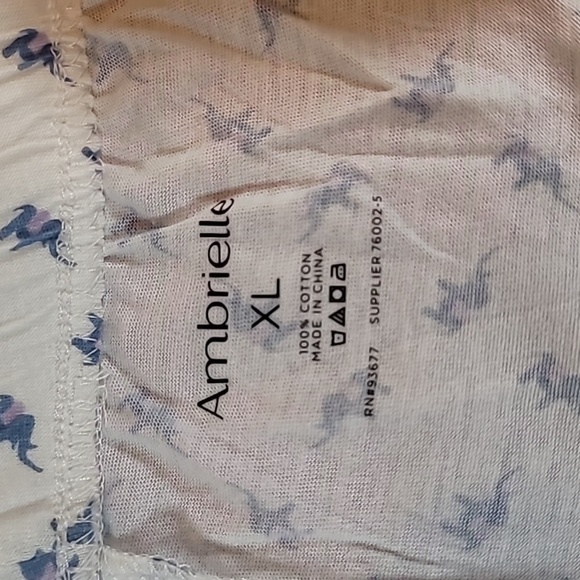 Ambrielle
XL
100% COTTON
MADE IN CHINA
RN#93677 SUPPLIER 76002-5